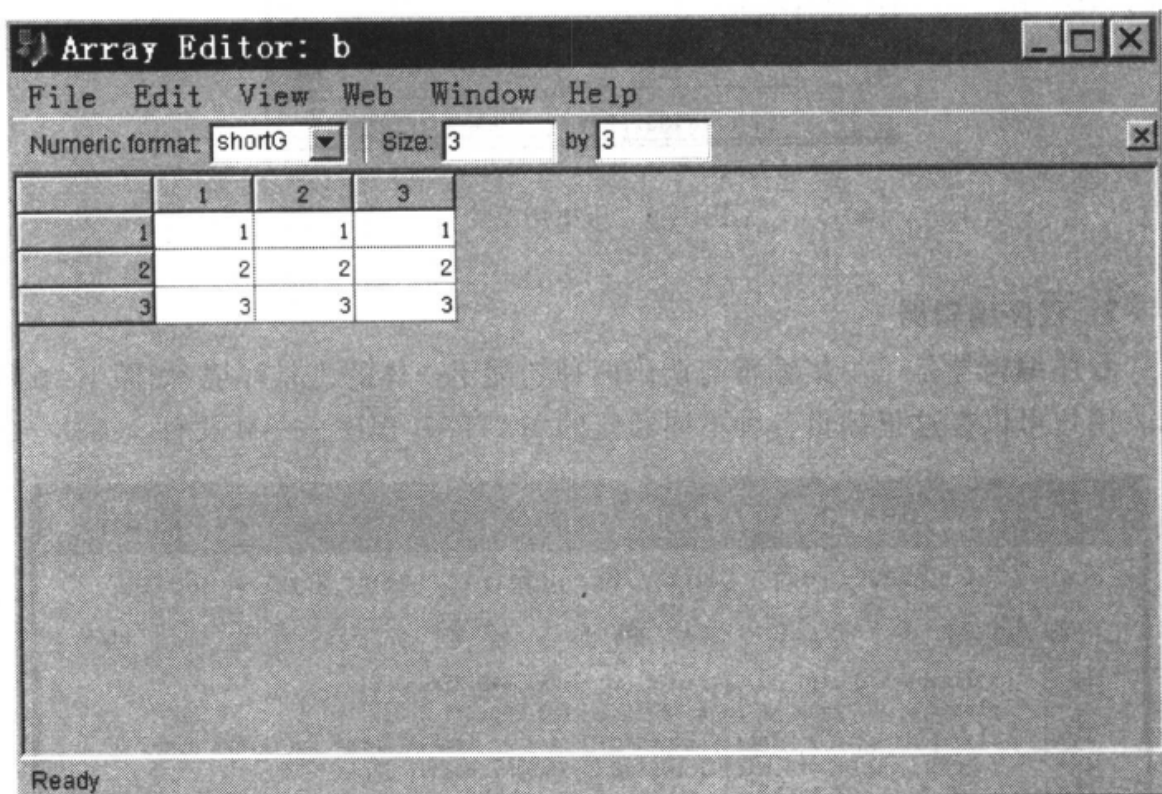 Array Editor: b
File Edit View Web Window Help
Numeric format: shortG Size: 3 by 3
1 2 3
1 1 1 1
2 2 2 2
3 3 3 3
Ready